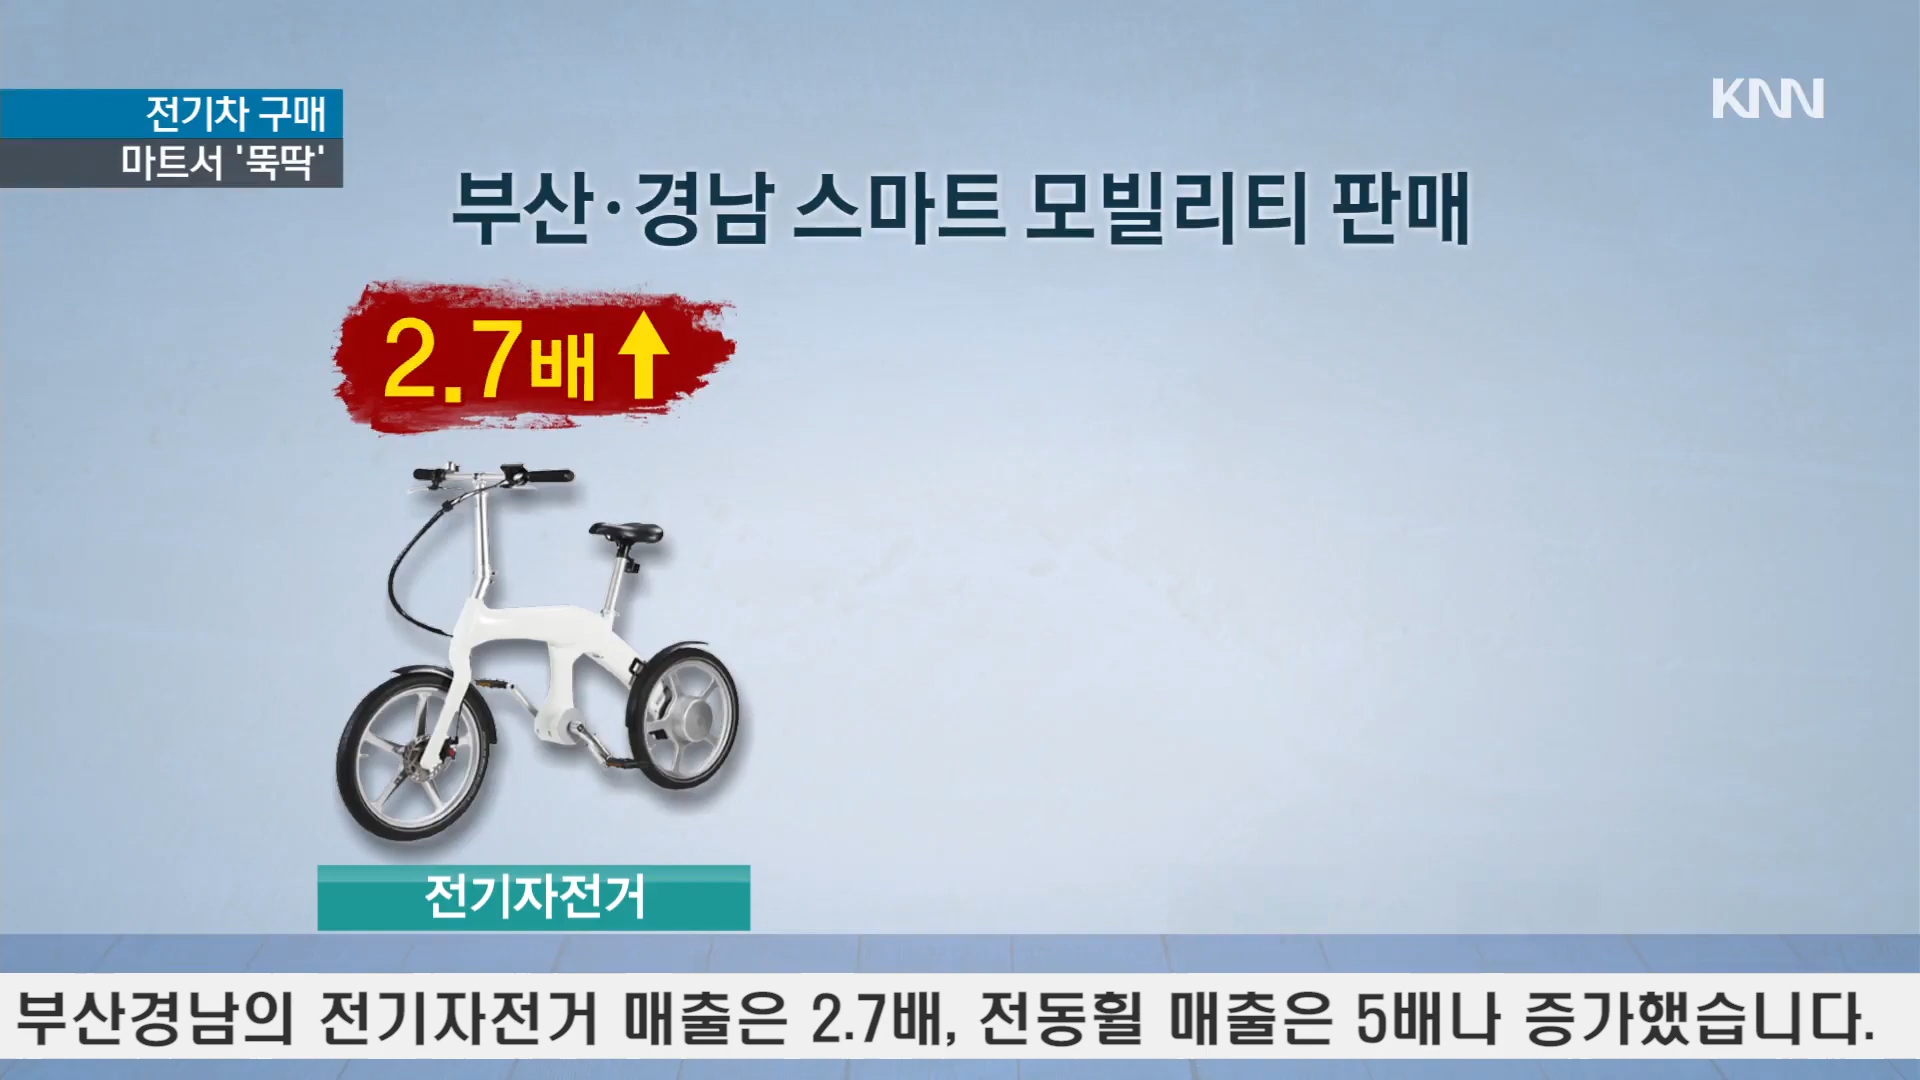 전기차 구매
마트서 '뚝딱'
KNN
부산·경남 스마트 모빌리티 판매
2.7배
전기자전거
부산경남의 전기자전거 매출은 2.7배, 전동휠 매출은 5배나 증가했습니다.